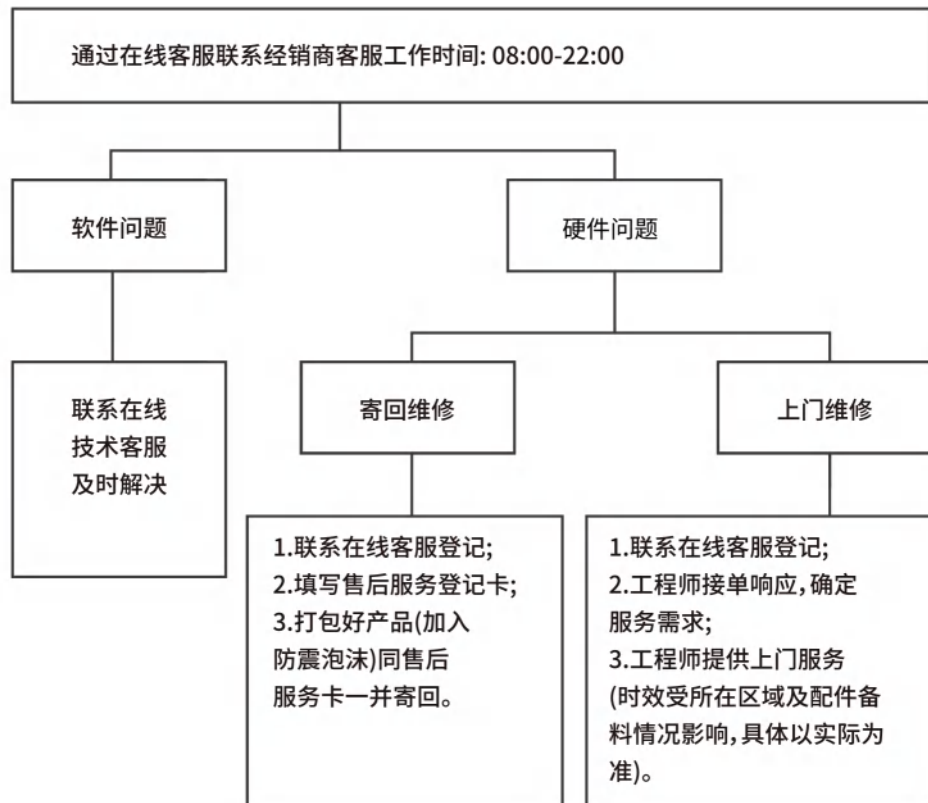 通过在线客服联系经销商客服工作时间: 08:00-22:00
软件问题
硬件问题
联系在线
技术客服
及时解决
寄回维修
上门维修
1.联系在线客服登记;
2.填写售后服务登记卡;
3.打包好产品(加入
防震泡沫)同售后
服务卡一并寄回。
1.联系在线客服登记;
2.工程师接单响应,确定
服务需求;
3.工程师提供上门服务
(时效受所在区域及配件备
料情况影响,具体以实际为
准)。